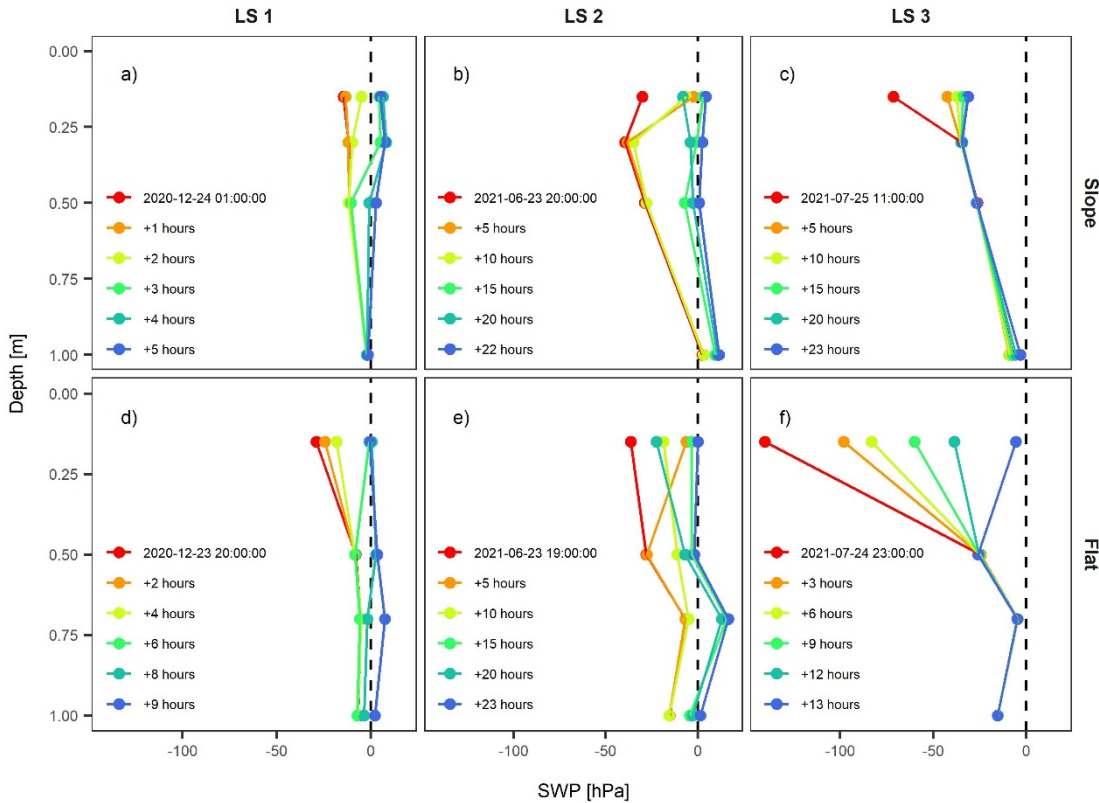 LS 1
LS 2
LS 3
a)
b)
c)
0.00
0.25
0.50
0.75
1.00
2020-12-24 01:00:00
+1 hours
+2 hours
+3 hours
+4 hours
+5 hours
2021-06-23 20:00:00
+5 hours
+10 hours
+15 hours
+20 hours
+22 hours
2021-07-25 11:00:00
+5 hours
+10 hours
+15 hours
+20 hours
+23 hours
Slope
Depth [m]
d)
e)
f)
0.00
0.25
0.50
0.75
1.00
2020-12-23 20:00:00
+2 hours
+4 hours
+6 hours
+8 hours
+9 hours
2021-06-23 19:00:00
+5 hours
+10 hours
+15 hours
+20 hours
+23 hours
2021-07-24 23:00:00
+3 hours
+6 hours
+9 hours
+12 hours
+13 hours
Flat
-100 -50 0
-100 -50 0
-100 -50 0
SWP [hPa]